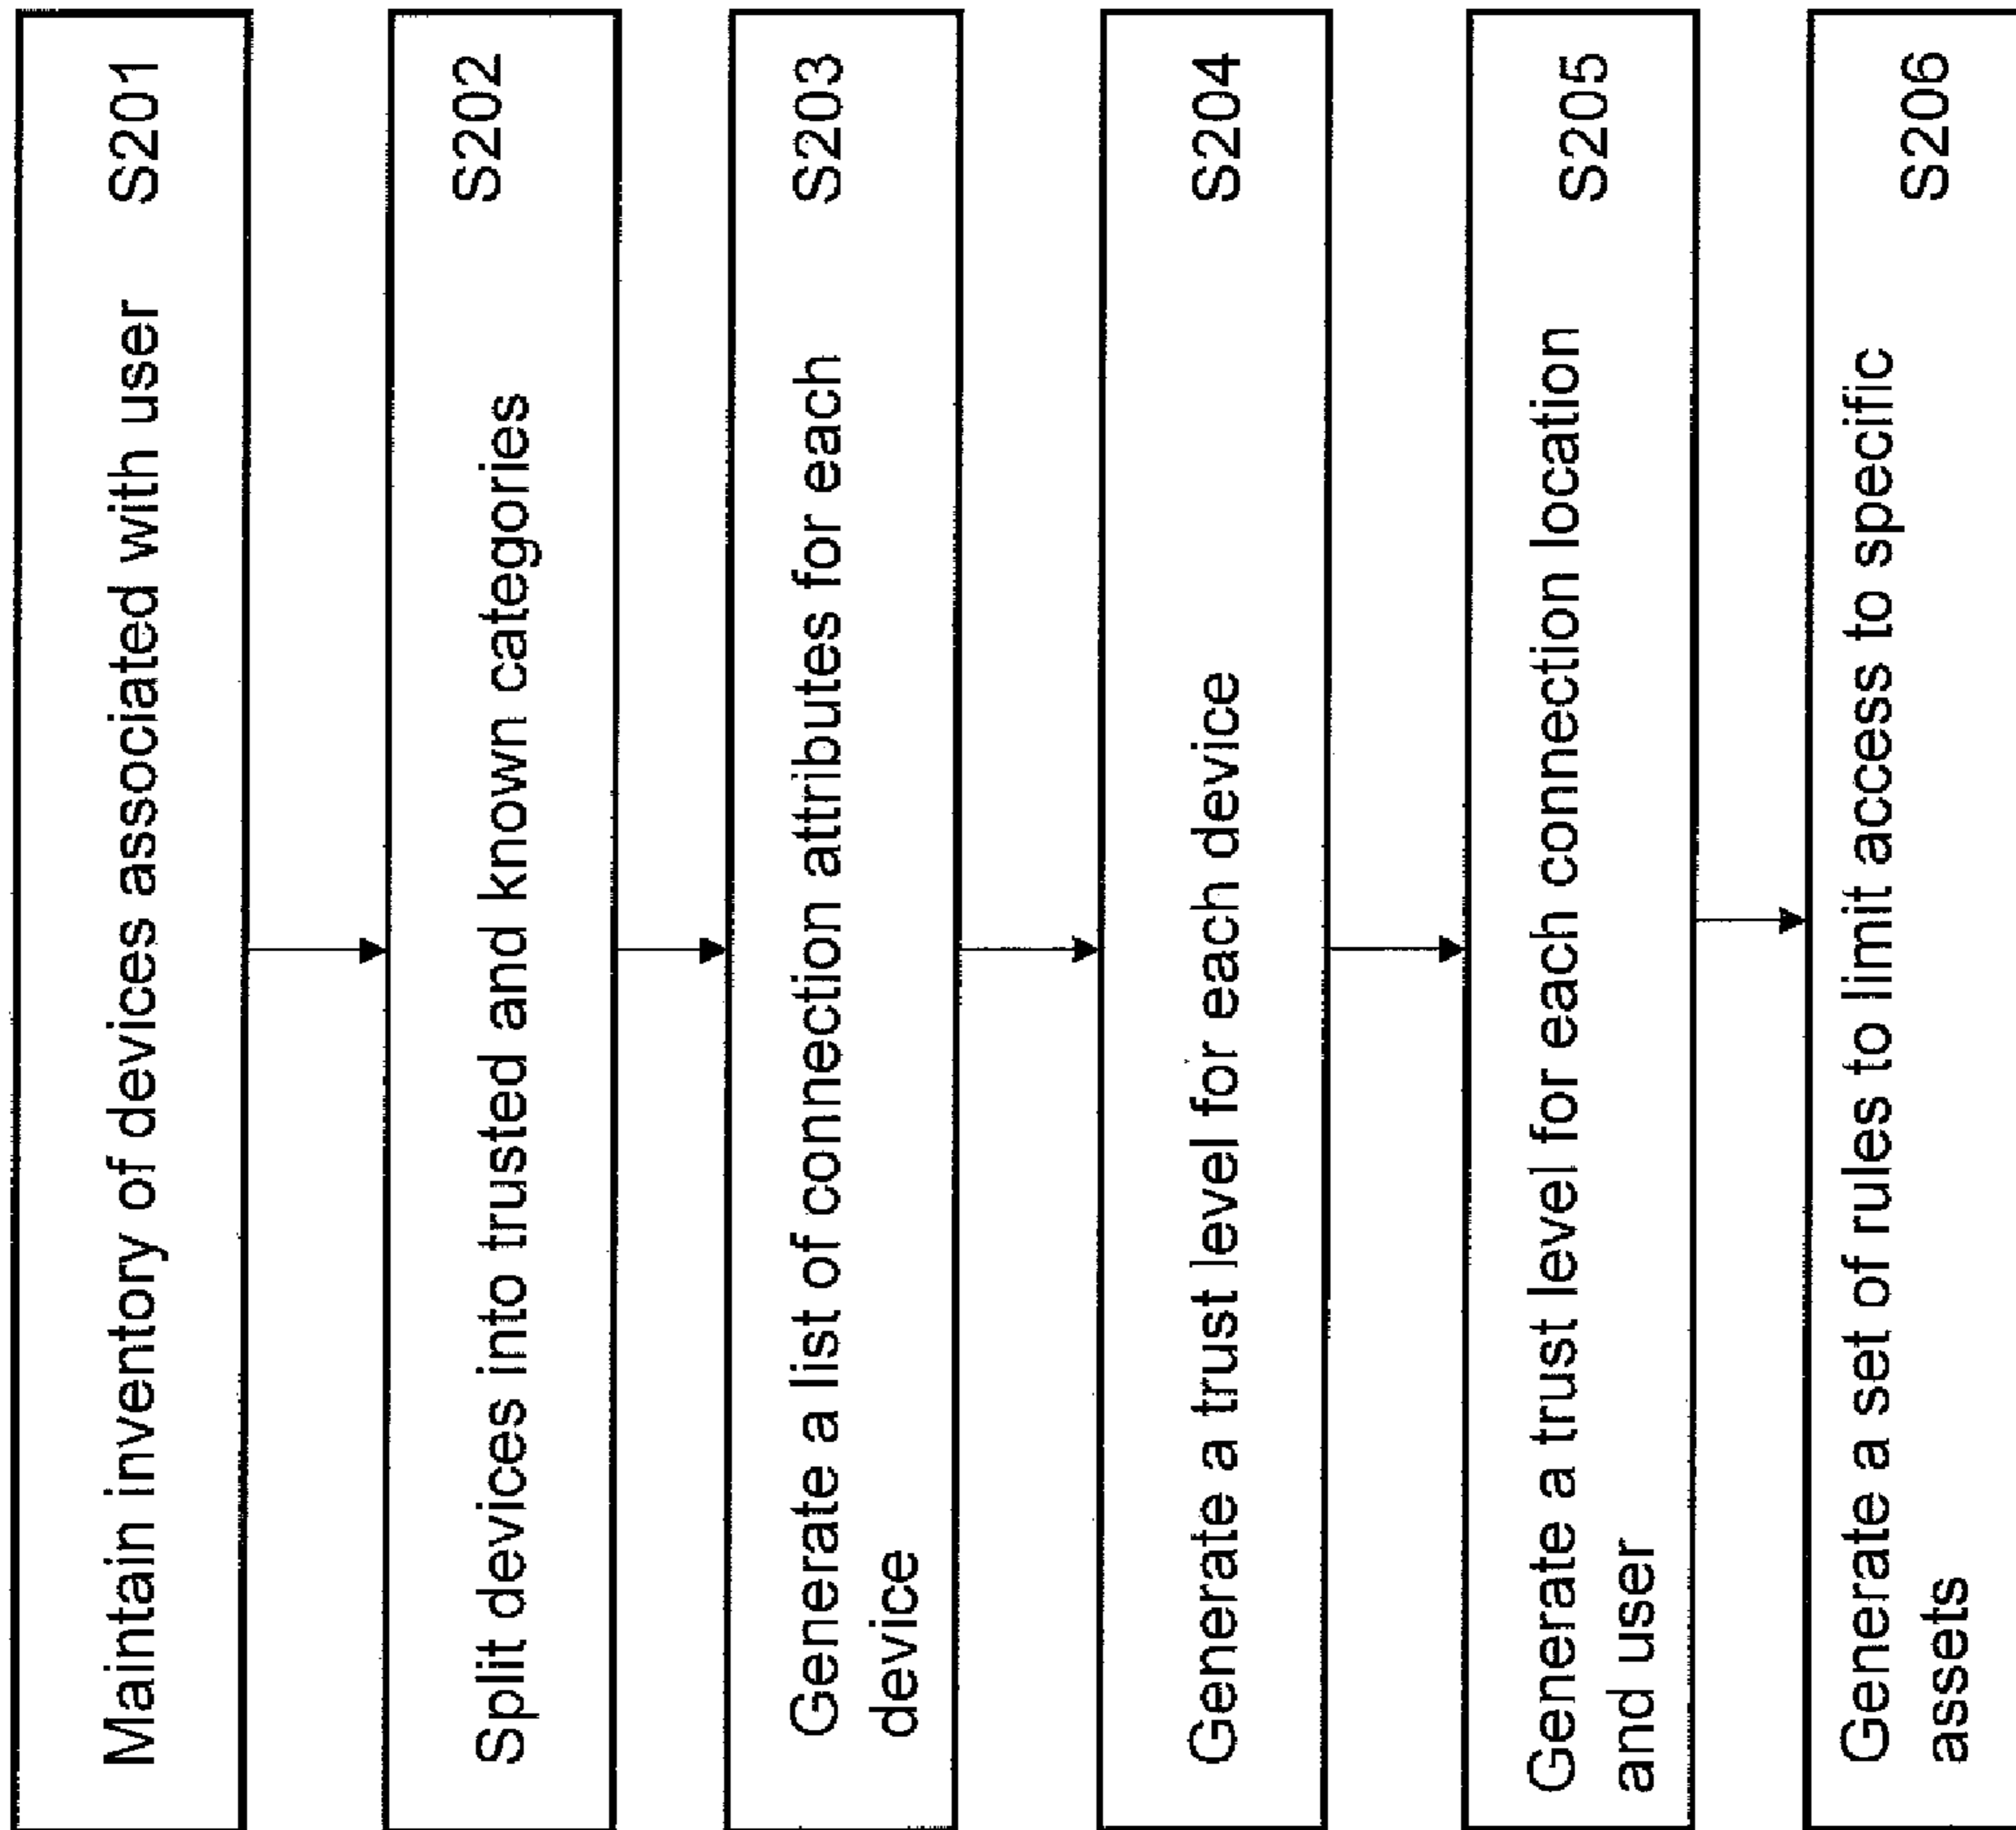 Maintain inventory of devices associated with user S201
Split devices into trusted and known categories S202
Generate a list of connection attributes for each S203
device
Generate a trust level for each device S204
Generate a trust level for each connection location S205
and user
Generate a set of rules to limit access to specific S206
assets